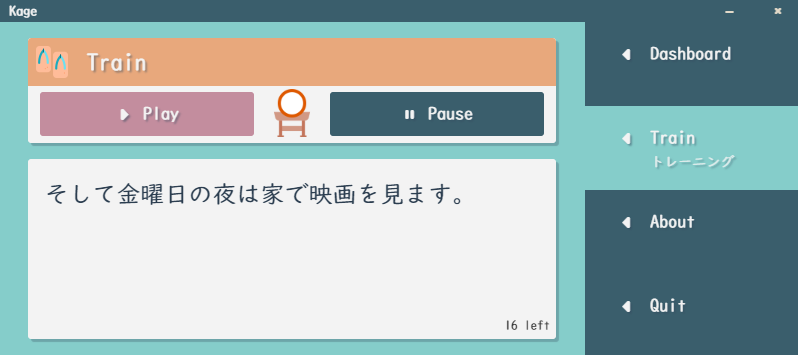 Kage
Train
Play
Pause
そして金曜日の夜は家で映画を見ます。
16 left
Dashboard
Train
トレーニング
About
Quit